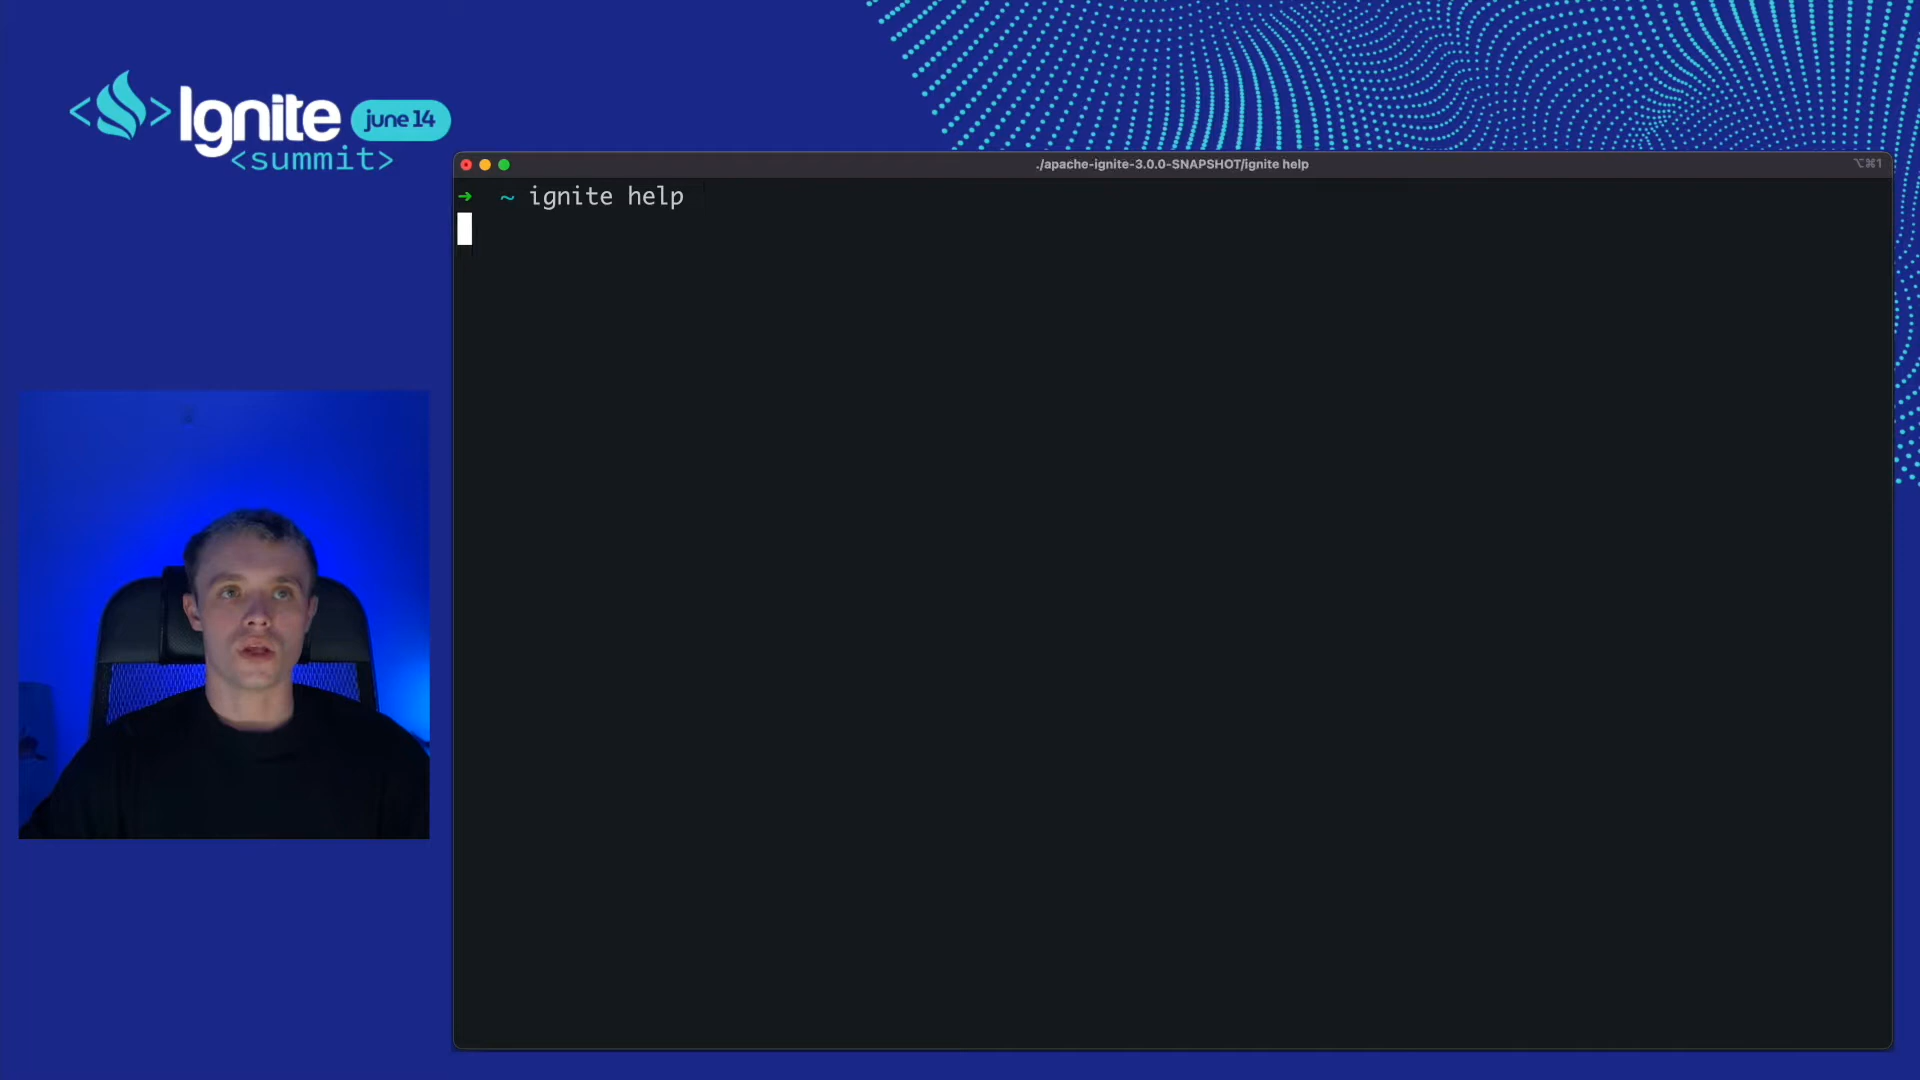 <Ignite june 14
<summit>
./apache-ignite-3.0.0-SNAPSHOT/ignite help
⌥⌘1
➜ ~ ignite help